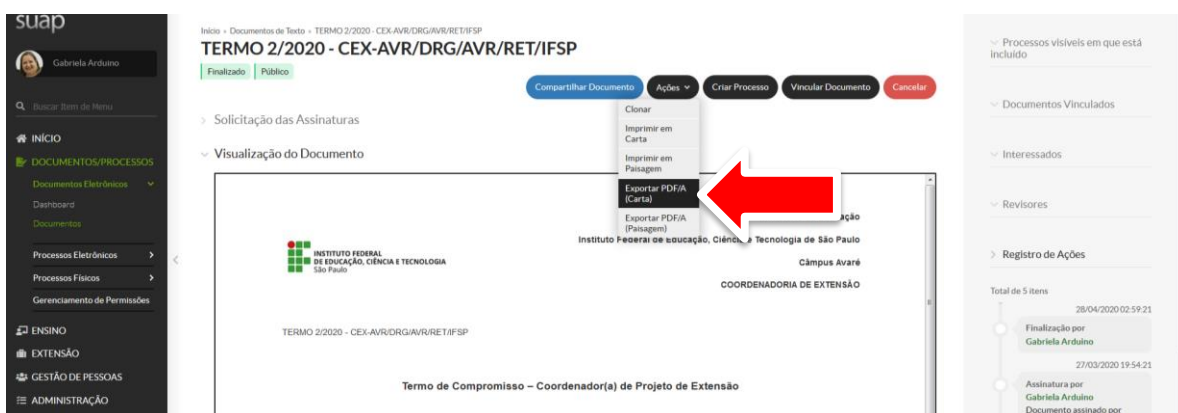 suap
Gabriela Arduino
Buscar Item de Menu
INÍCIO
DOCUMENTOS/PROCESSOS
Documentos Eletrônicos
Dashboard
Documentos
Processos Eletrônicos
Processos Físicos
Gerenciamento de Permissões
ENSINO
EXTENSÃO
GESTÃO DE PESSOAS
ADMINISTRAÇÃO
Início » Documentos de Texto » TERMO 2/2020 - CEX-AVR/DRG/AVR/RET/IFSP
TERMO 2/2020 - CEX-AVR/DRG/AVR/RET/IFSP
Finalizado Público
Compartilhar Documento Ações Criar Processo Vincular Documento Cancelar
Clonar
Imprimir em
Carta
Imprimir em
Paisagem
Exportar PDF/A
(Carta)
Exportar PDF/A
(Paisagem)
Solicitação das Assinaturas
Visualização do Documento
ação
Instituto Federal de Educação, Ciência e Tecnologia de São Paulo
Câmpus Avaré
COORDENADORIA DE EXTENSÃO
INSTITUTO FEDERAL
DE EDUCAÇÃO, CIÊNCIA E TECNOLOGIA
São Paulo
TERMO 2/2020 - CEX-AVR/DRG/AVR/RET/IFSP
Termo de Compromisso – Coordenador(a) de Projeto de Extensão
Processos visíveis em que está
incluído
Documentos Vinculados
Interessados
Revisores
Registro de Ações
Total de 5 itens
28/04/2020 02:59:21
Finalização por
Gabriela Arduino
27/03/2020 19:54:21
Assinatura por
Gabriela Arduino
Documento assinado por